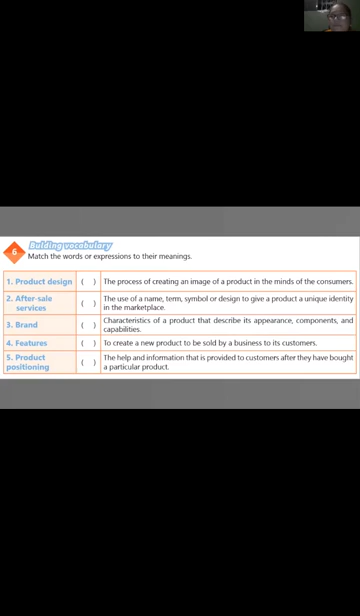 6
Bulding vocabulary
Match the words or expressions to their meanings.
1. Product design ( ) The process of creating an image of a product in the minds of the consumers.
2. After-sale services ( ) The use of a name, term, symbol or design to give a product a unique identity
in the marketplace.
3. Brand ( ) Characteristics of a product that describe its appearance, components, and
capabilities.
4. Features ( ) To create a new product to be sold by a business to its customers.
5. Product positioning ( ) The help and information that is provided to customers after they have bought
a particular product.